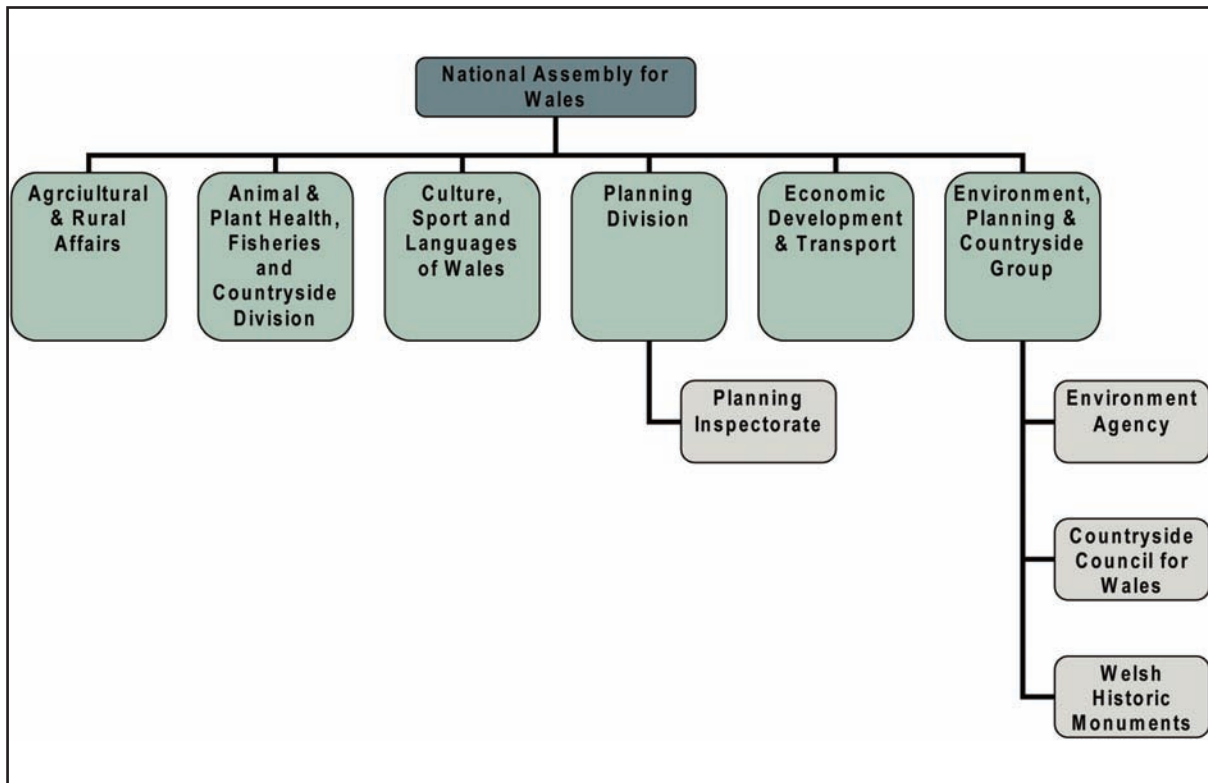 National Assembly for
Wales
Agrciultural
& Rural
Affairs
Animal &
Plant Health,
Fisheries
and
Countryside
Division
Culture,
Sport and
Languages
of Wales
Planning
Division
Economic
Development
& Transport
Environment,
Planning &
Countryside
Group
Planning
Inspectorate
Environment
Agency
Countryside
Council for
Wales
Welsh
Historic
Monuments